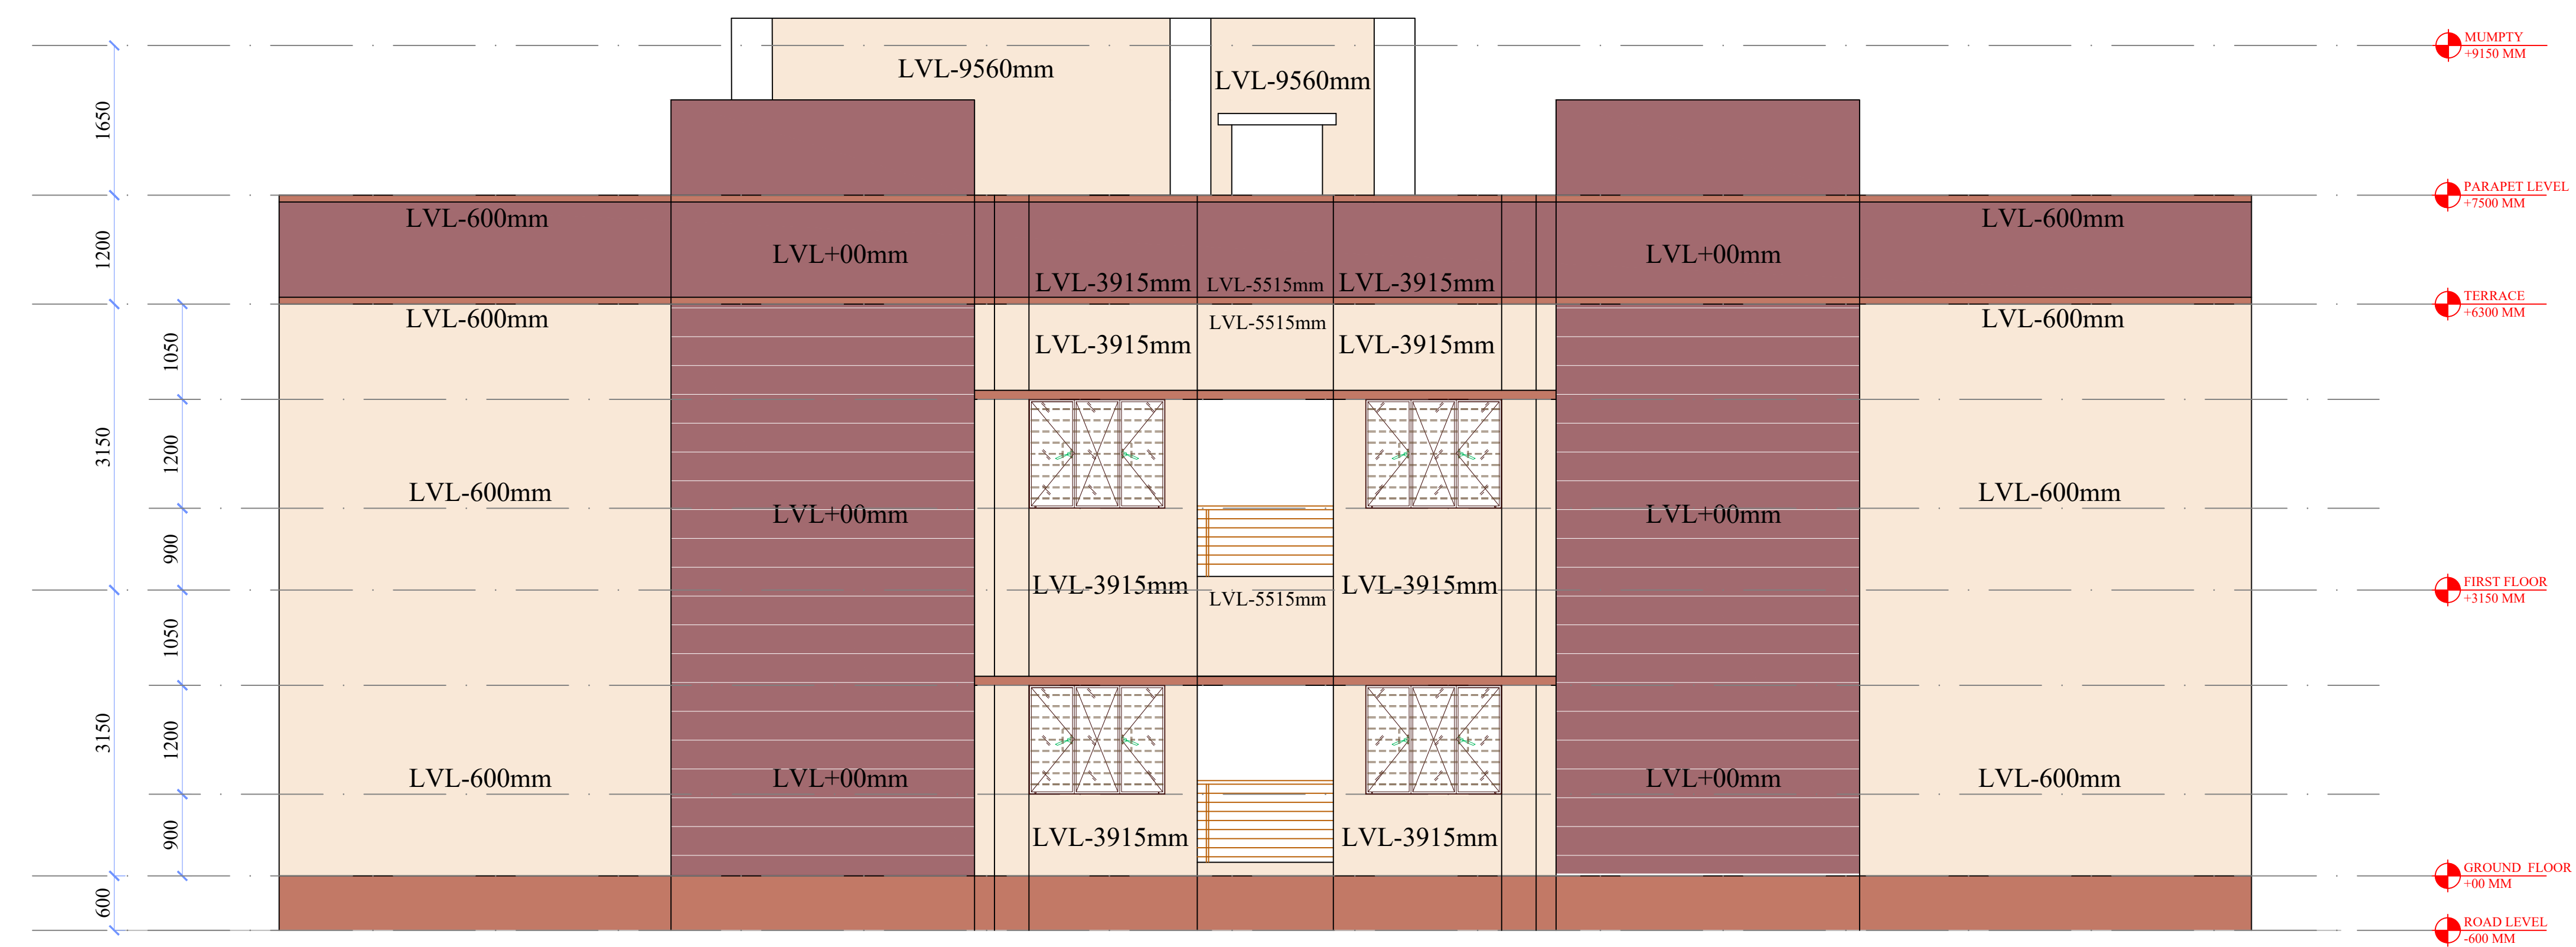 MUMPTY
+9150 MM
LVL-9560mm
LVL-9560mm
1650
PARAPET LEVEL
+7500 MM
LVL-600mm
LVL-600mm
1200
LVL+00mm
LVL+00mm
LVL-3915mm
LVL-5515mm
LVL-3915mm
TERRACE
+6300 MM
LVL-600mm
LVL-5515mm
LVL-600mm
1050
LVL-3915mm
LVL-3915mm
3150
1200
LVL-600mm
LVL-600mm
LVL+00mm
LVL+00mm
900
FIRST FLOOR
+3150 MM
LVL-3915mm
LVL-5515mm
LVL-3915mm
1050
3150
1200
LVL-600mm
LVL+00mm
LVL+00mm
LVL-600mm
900
LVL-3915mm
LVL-3915mm
GROUND FLOOR
+00 MM
600
ROAD LEVEL
-600 MM